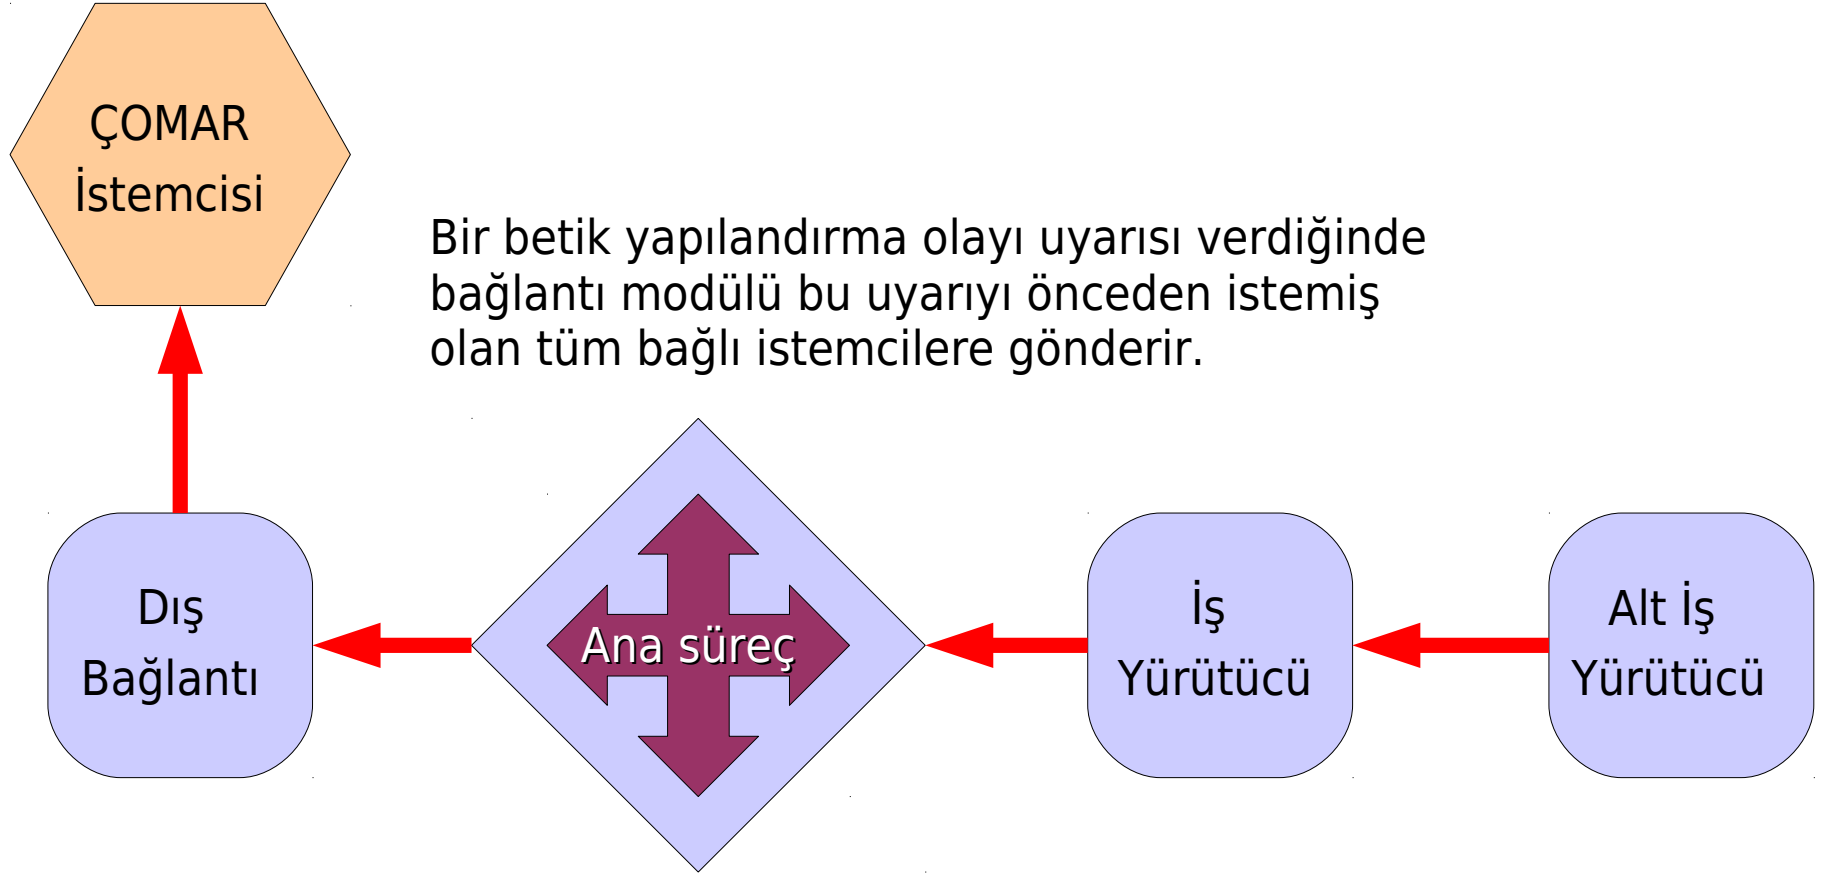 ÇOMAR
İstemcisi
Bir betik yapılandırma olayı uyarısı verdiğinde
bağlantı modülü bu uyarıyı önceden istemiş
olan tüm bağlı istemcilere gönderir.
Dış
Bağlantı
Ana süreç
İş
Yürütücü
Alt İş
Yürütücü